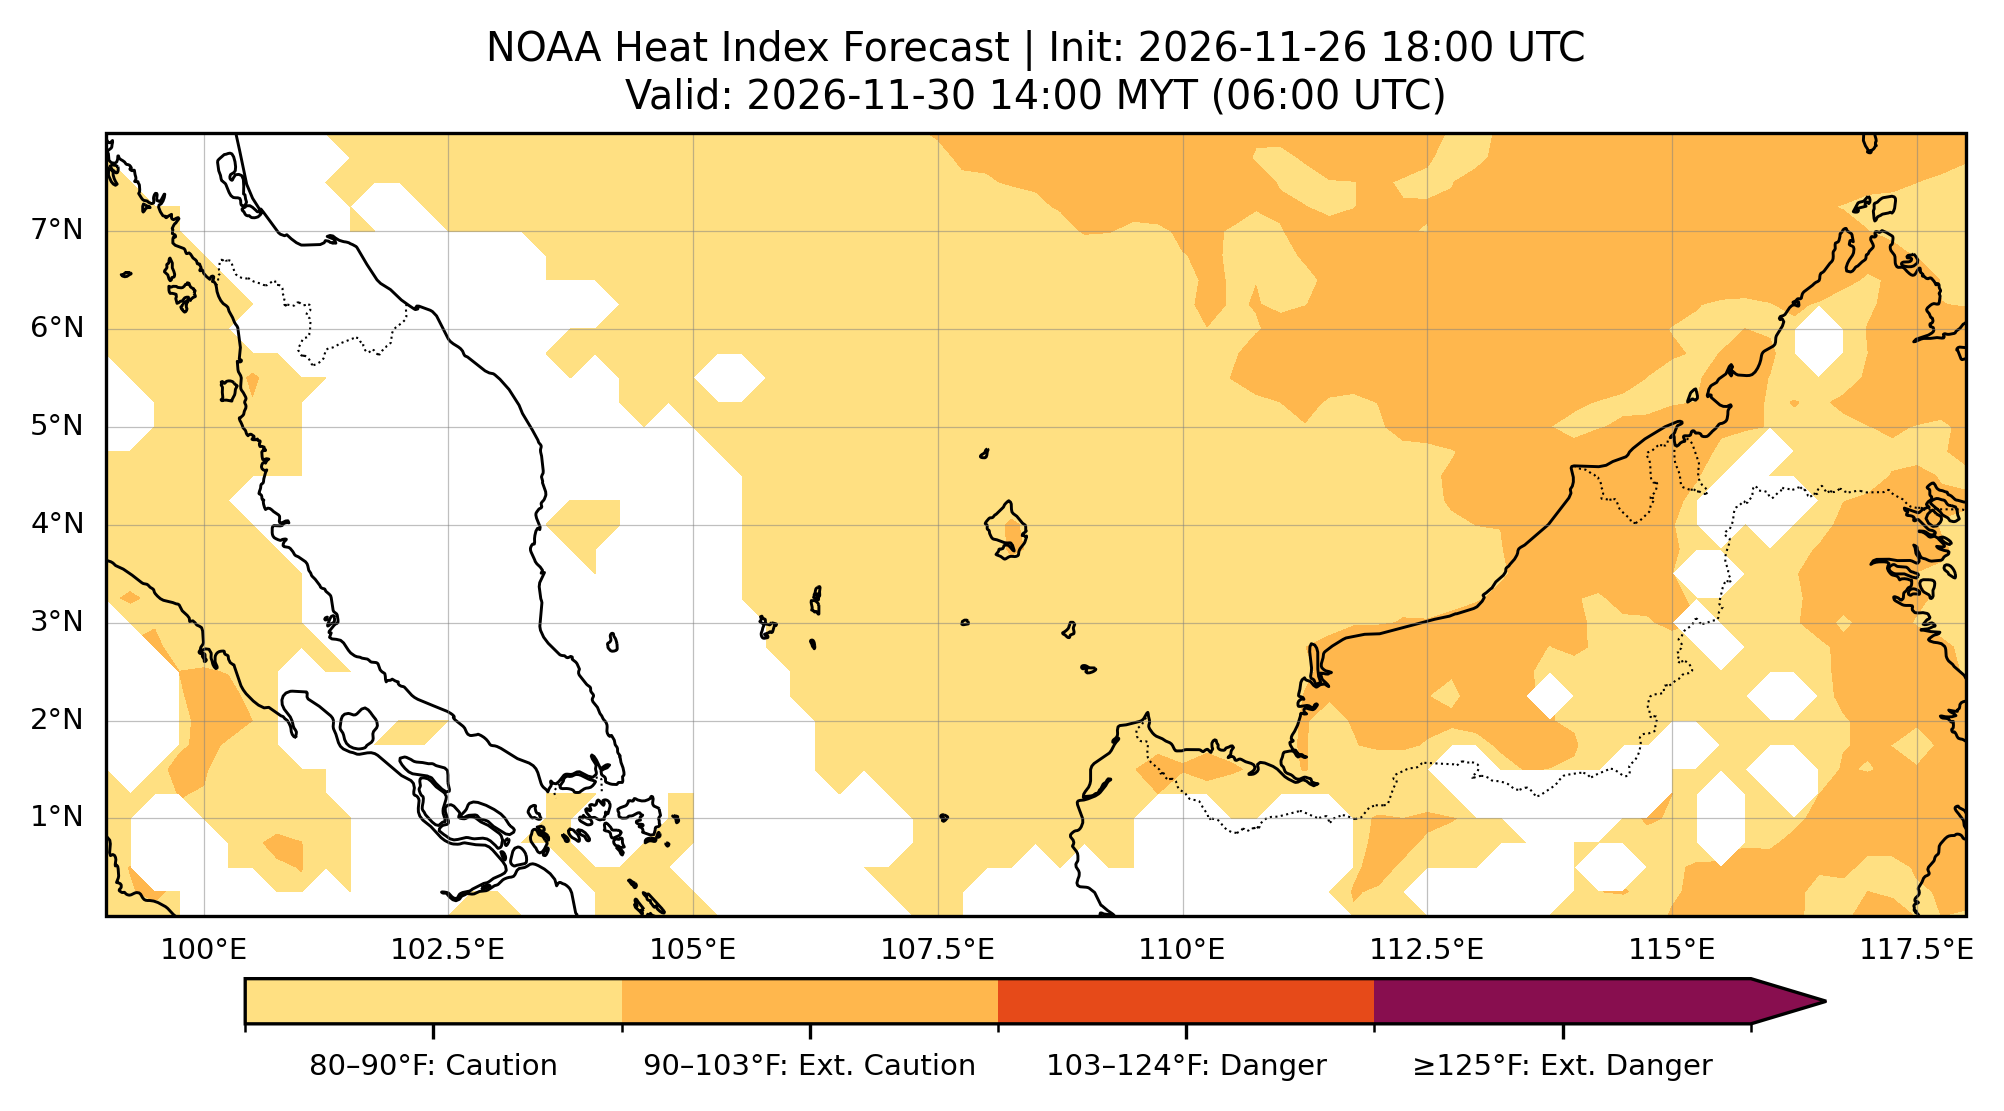 NOAA Heat Index Forecast | Init: 2026-11-26 18:00 UTC
Valid: 2026-11-30 14:00 MYT (06:00 UTC)
7°N
6°N
5°N
4°N
3°N
2°N
1°N
100°E
102.5°E
105°E
107.5°E
110°E
112.5°E
115°E
117.5°E
80–90°F: Caution
90–103°F: Ext. Caution
103–124°F: Danger
≥125°F: Ext. Danger